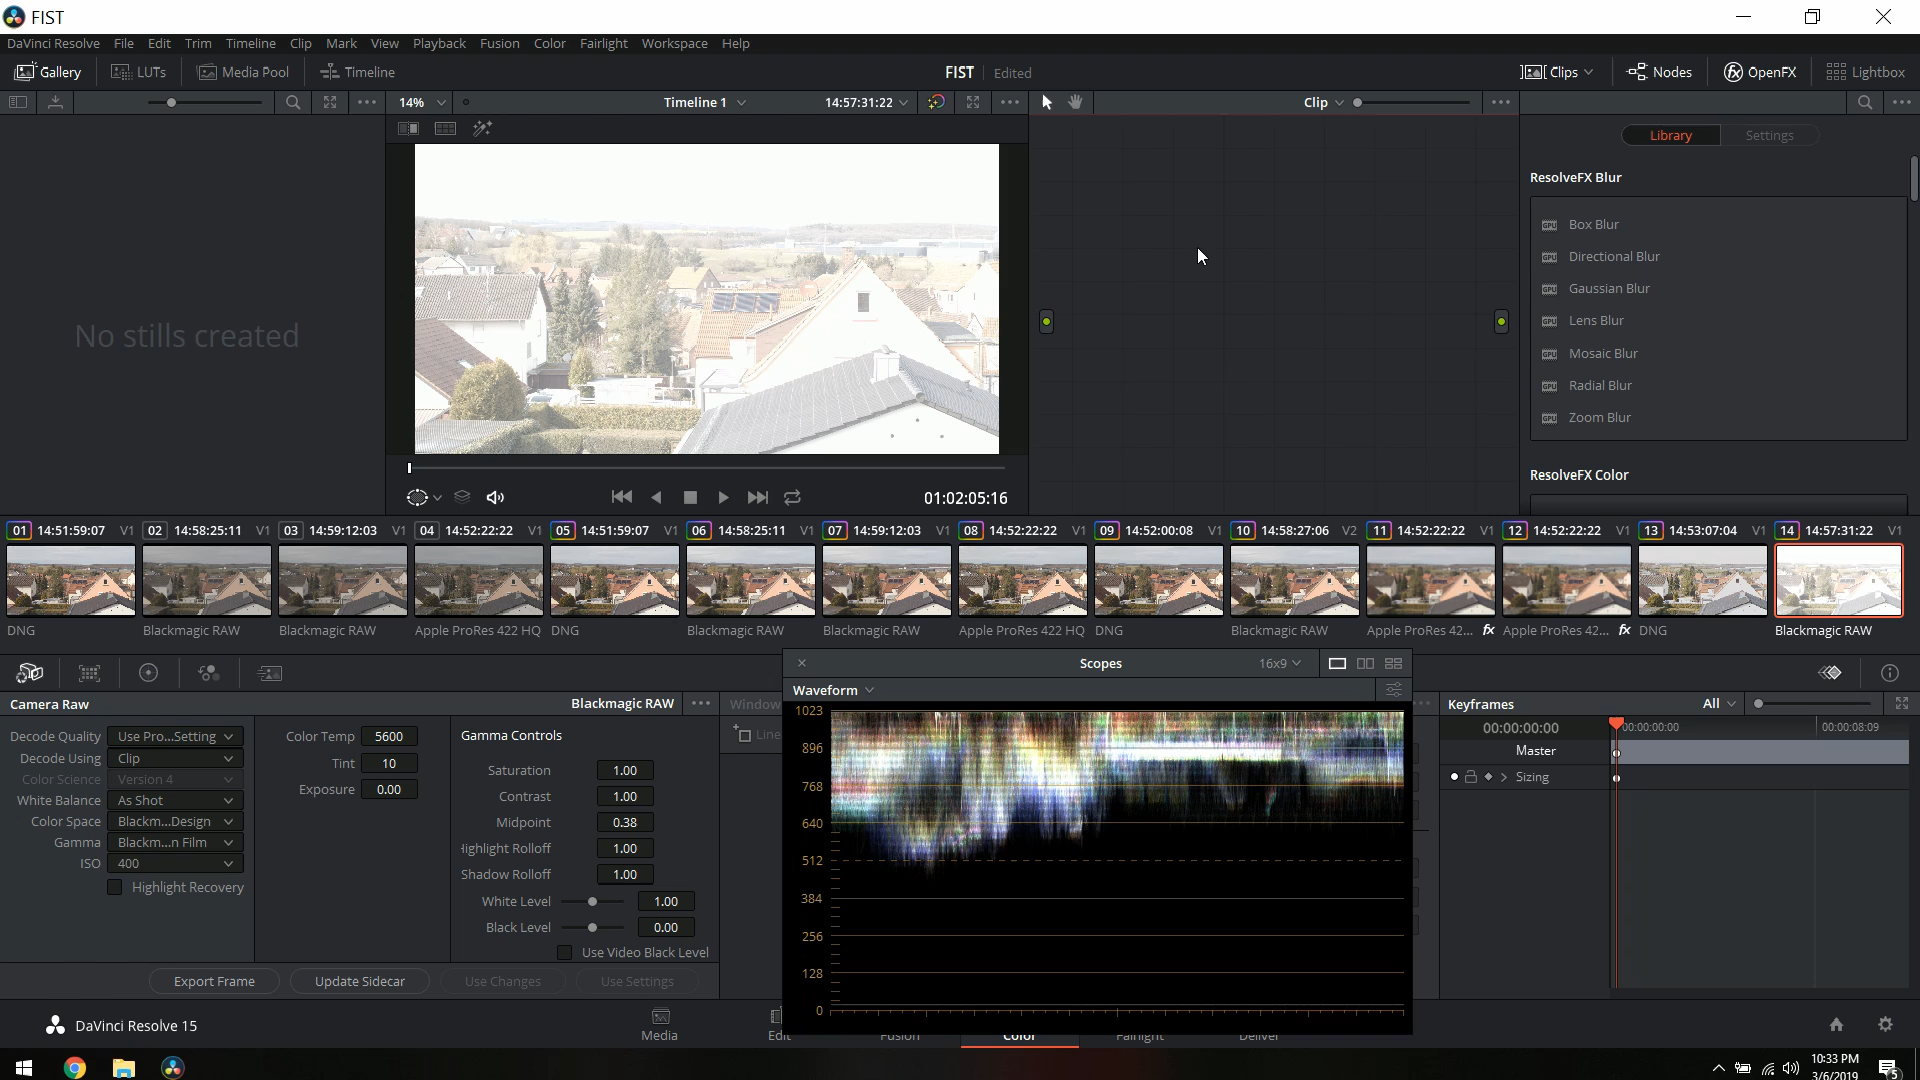 FIST
DaVinci Resolve File Edit Trim Timeline Clip Mark View Playback Fusion Color Fairlight Workspace Help
Gallery LUTs Media Pool Timeline FIST Edited Clips Nodes OpenFX Lightbox
14% Timeline 1 14:57:31:22 Clip
Library Settings
ResolveFX Blur
Box Blur
Directional Blur
Gaussian Blur
Lens Blur
Mosaic Blur
Radial Blur
Zoom Blur
ResolveFX Color
No stills created
01:02:05:16
01 14:51:59:07 V1 02 14:58:25:11 V1 03 14:59:12:03 V1 04 14:52:22:22 V1 05 14:51:59:07 V1 06 14:58:25:11 V1 07 14:59:12:03 V1 08 14:52:22:22 V1 09 14:52:00:08 V1 10 14:58:27:06 V2 11 14:52:22:22 V1 12 14:52:22:22 V1 13 14:53:07:04 V1 14 14:57:31:22 V1
DNG Blackmagic RAW Blackmagic RAW Apple ProRes 422 HQ DNG Blackmagic RAW Blackmagic RAW Apple ProRes 422 HQ DNG Blackmagic RAW Apple ProRes 42... fx Apple ProRes 42... fx DNG Blackmagic RAW
Camera Raw Blackmagic RAW
Decode Quality Use Pro...Setting
Decode Using Clip
Color Science Version 4
White Balance As Shot
Color Space Blackm...Design
Gamma Blackm...n Film
ISO 400
Highlight Recovery
Color Temp 5600
Tint 10
Exposure 0.00
Gamma Controls
Saturation 1.00
Contrast 1.00
Midpoint 0.38
Highlight Rolloff 1.00
Shadow Rolloff 1.00
White Level 1.00
Black Level 0.00
Use Video Black Level
Export Frame Update Sidecar Use Changes Use Settings
Window
Line
Scopes 16x9
Waveform
1023
896
768
640
512
384
256
128
0
Keyframes All
00:00:00:00 00:00:00:00 00:00:08:09
Master
Sizing
DaVinci Resolve 15
Media Edit Fusion Color Fairlight Deliver
10:33 PM
3/6/2019
5